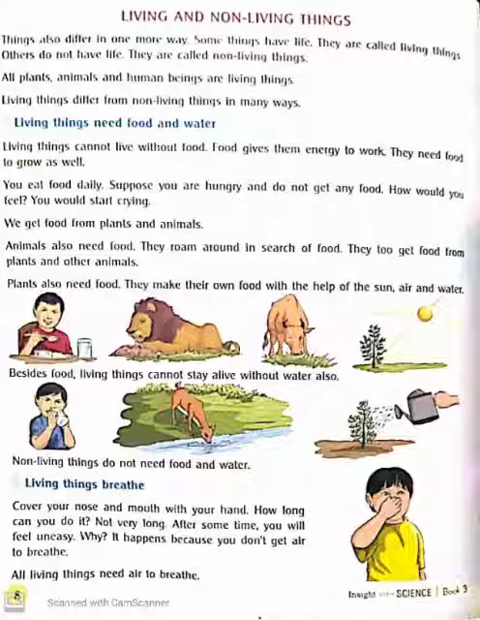 LIVING AND NON-LIVING THINGS
Things also differ in one more way. Some things have life. They are called living things.
Others do not have life. They are called non-living things.
All plants, animals and human beings are living things.
Living things differ from non-living things in many ways.
Living things need food and water
Living things cannot live without food. Food gives them energy to work. They need food
to grow as well.
You eat food daily. Suppose you are hungry and do not get any food. How would you
feel? You would start crying.
We get food from plants and animals.
Animals also need food. They roam around in search of food. They too get food from
plants and other animals.
Plants also need food. They make their own food with the help of the sun, air and water.
Besides food, living things cannot stay alive without water also.
Non-living things do not need food and water.
Living things breathe
Cover your nose and mouth with your hand. How long
can you do it? Not very long. After some time, you will
feel uneasy. Why? It happens because you don't get air
to breathe.
All living things need air to breathe.
8
Insight SCIENCE | Book 3
Scanned with CamScanner